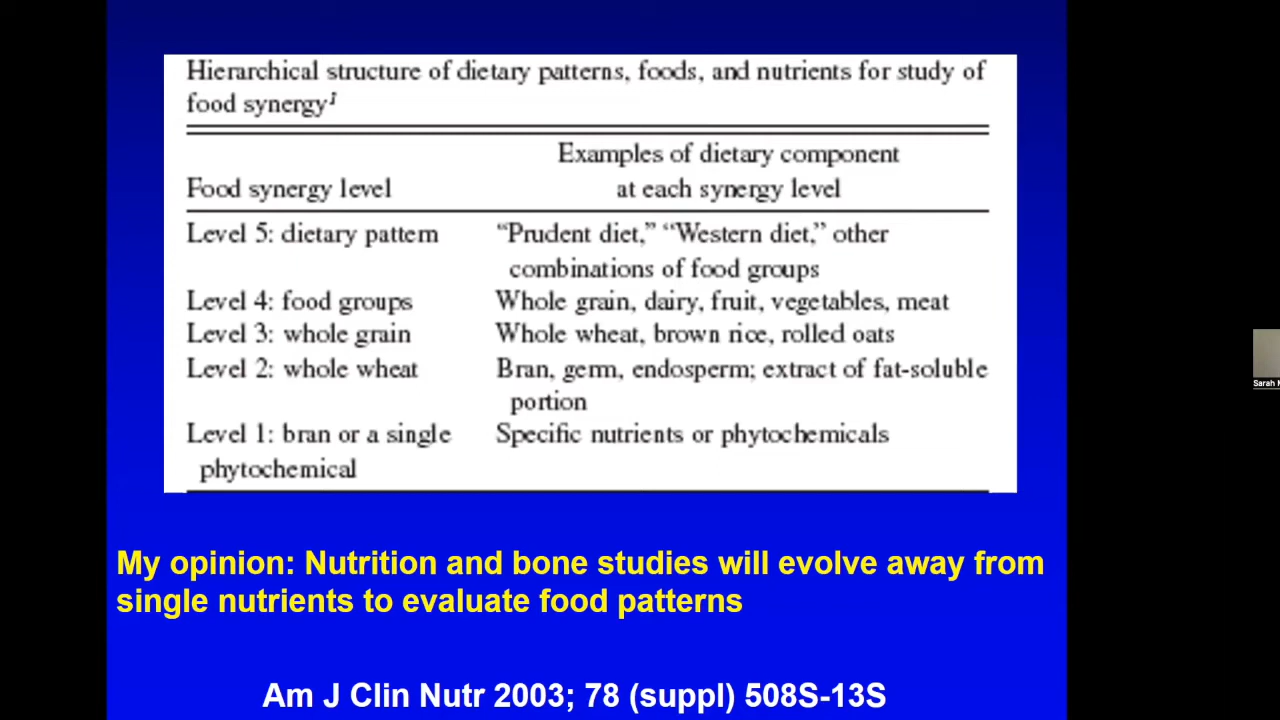 Hierarchical structure of dietary patterns, foods, and nutrients for study of
food synergy¹
Examples of dietary component
Food synergy level at each synergy level
Level 5: dietary pattern “Prudent diet,” “Western diet,” other
combinations of food groups
Level 4: food groups Whole grain, dairy, fruit, vegetables, meat
Level 3: whole grain Whole wheat, brown rice, rolled oats
Level 2: whole wheat Bran, germ, endosperm; extract of fat-soluble
portion
Level 1: bran or a single Specific nutrients or phytochemicals
phytochemical
My opinion: Nutrition and bone studies will evolve away from
single nutrients to evaluate food patterns
Am J Clin Nutr 2003; 78 (suppl) 508S-13S
Sarah